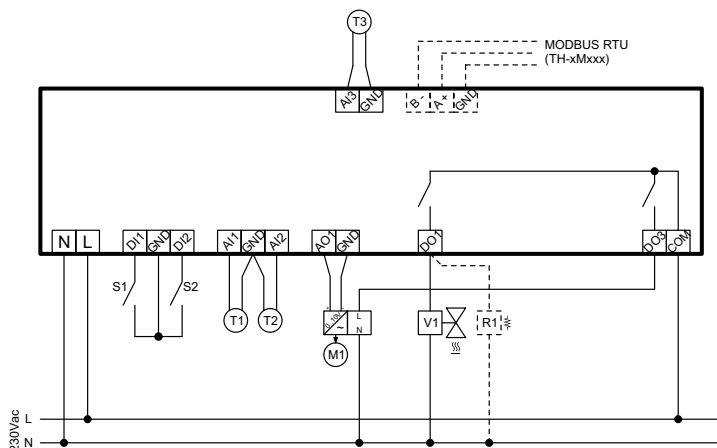 T3
MODBUS RTU
(TH-xMxxx)
AI3 GND
B - A + GND
N L
DI1 GND DI2
AI1 GND AI2
AO1 GND
DO1
DO3 COM
S1 S2
T1 T2
+ -
0..10V
~
L
N
M1
V1
R1
230Vac
L
N